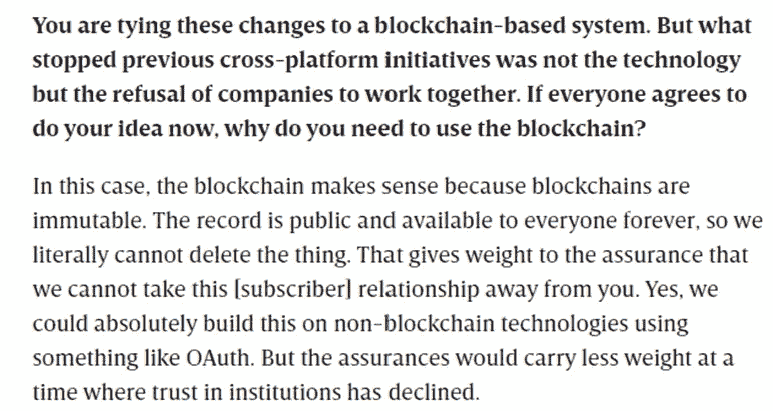 You are tying these changes to a blockchain-based system. But what
stopped previous cross-platform initiatives was not the technology
but the refusal of companies to work together. If everyone agrees to
do your idea now, why do you need to use the blockchain?
In this case, the blockchain makes sense because blockchains are
immutable. The record is public and available to everyone forever, so we
literally cannot delete the thing. That gives weight to the assurance that
we cannot take this [subscriber] relationship away from you. Yes, we
could absolutely build this on non-blockchain technologies using
something like OAuth. But the assurances would carry less weight at a
time where trust in institutions has declined.